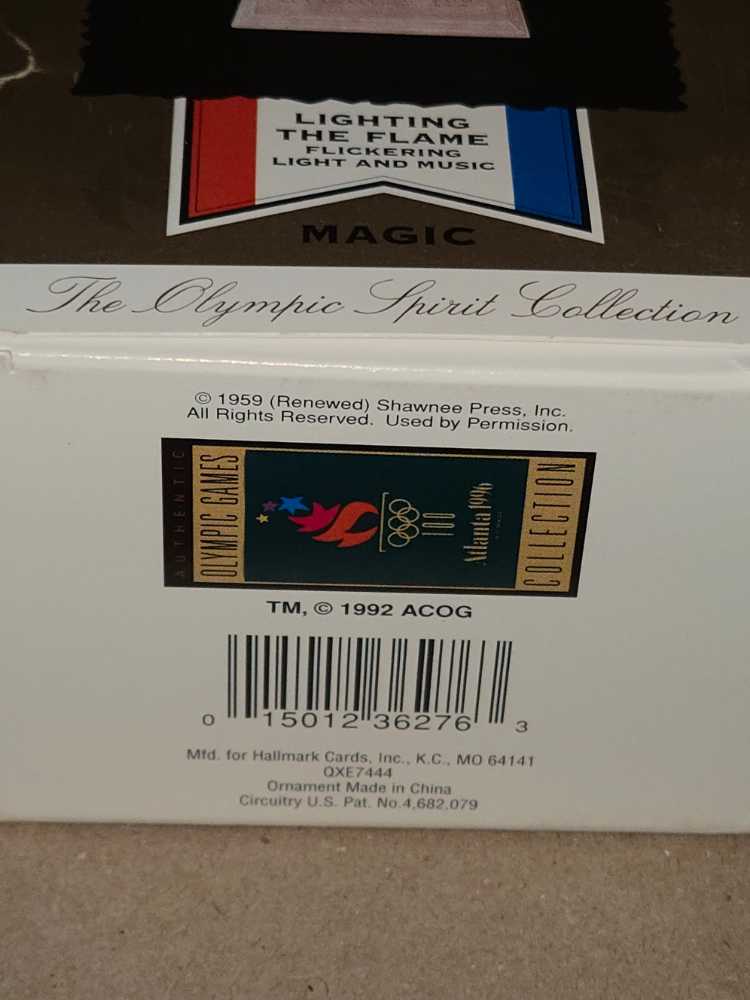 LIGHTING
THE FLAME
FLICKERING
LIGHT AND MUSIC
MAGIC
The Olympic Spirit Collection
© 1959 (Renewed) Shawnee Press, Inc.
All Rights Reserved. Used by Permission.
AUTHENTIC
OLYMPIC GAMES
100
Atlanta 1996
COLLECTION
TM, © 1992 ACOG
0 15012 36276 3
Mfd. for Hallmark Cards, Inc., K.C., MO 64141
QXE7444
Ornament Made in China
Circuitry U.S. Pat. No.4,682,079